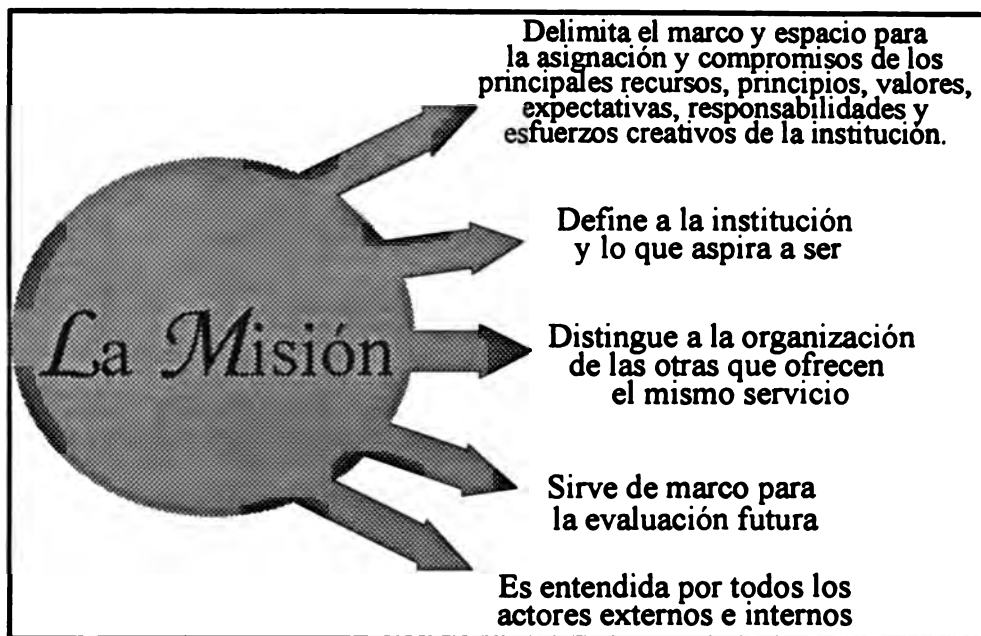 Delimita el marco y espacio para
la asignación y compromisos de los
principales recursos, principios, valores,
expectativas, responsabilidades y
esfuerzos creativos de la institución.
Define a la institución
y lo que aspira a ser
La Misión
Distingue a la organización
de las otras que ofrecen
el mismo servicio
Sirve de marco para
la evaluación futura
Es entendida por todos los
actores externos e internos